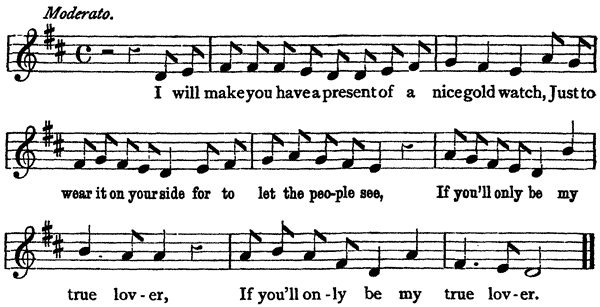 Moderato.
I will make you have a present of a nice gold watch, Just to
wear it on your side for to let the peo-ple see, If you'll only be my
true lov-er, If you'll on-ly be my true lov-er.